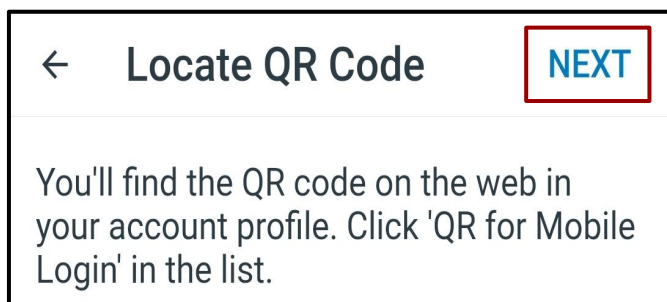 ← Locate QR Code NEXT
You'll find the QR code on the web in
your account profile. Click 'QR for Mobile
Login' in the list.